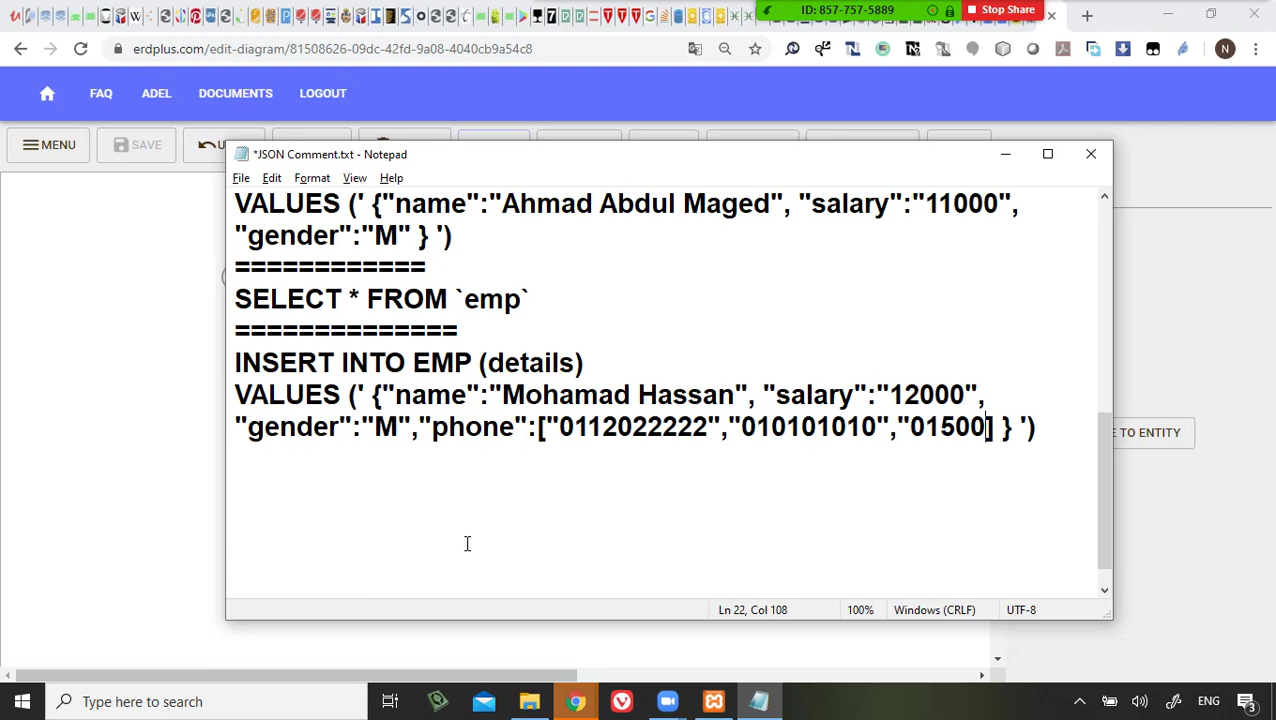 ID: 857-757-5889
Stop Share
erdplus.com/edit-diagram/81508626-09dc-42fd-9a08-4040cb9a54c8
N
FAQ
ADEL
DOCUMENTS
LOGOUT
MENU
SAVE
*JSON Comment.txt - Notepad
File Edit Format View Help
VALUES (' {"name":"Ahmad Abdul Maged", "salary":"11000",
"gender":"M" } ')
============
SELECT * FROM `emp`
==============
INSERT INTO EMP (details)
VALUES (' {"name":"Mohamad Hassan", "salary":"12000",
"gender":"M","phone":["0112022222","010101010","01500] } ')
E TO ENTITY
Ln 22, Col 108
100%
Windows (CRLF)
UTF-8
Type here to search
ENG
3